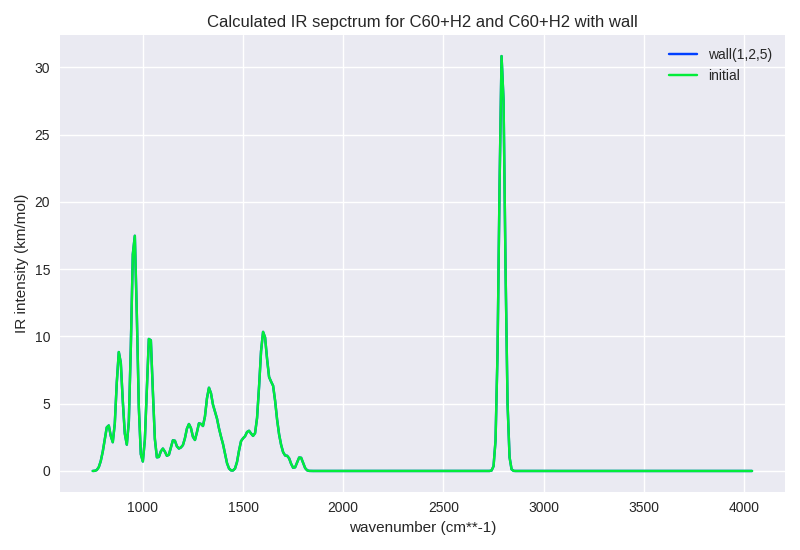 Calculated IR sepctrum for C60+H2 and C60+H2 with wall
wall(1,2,5)
initial
IR intensity (km/mol)
30
25
20
15
10
5
0
1000 1500 2000 2500 3000 3500 4000
wavenumber (cm**-1)